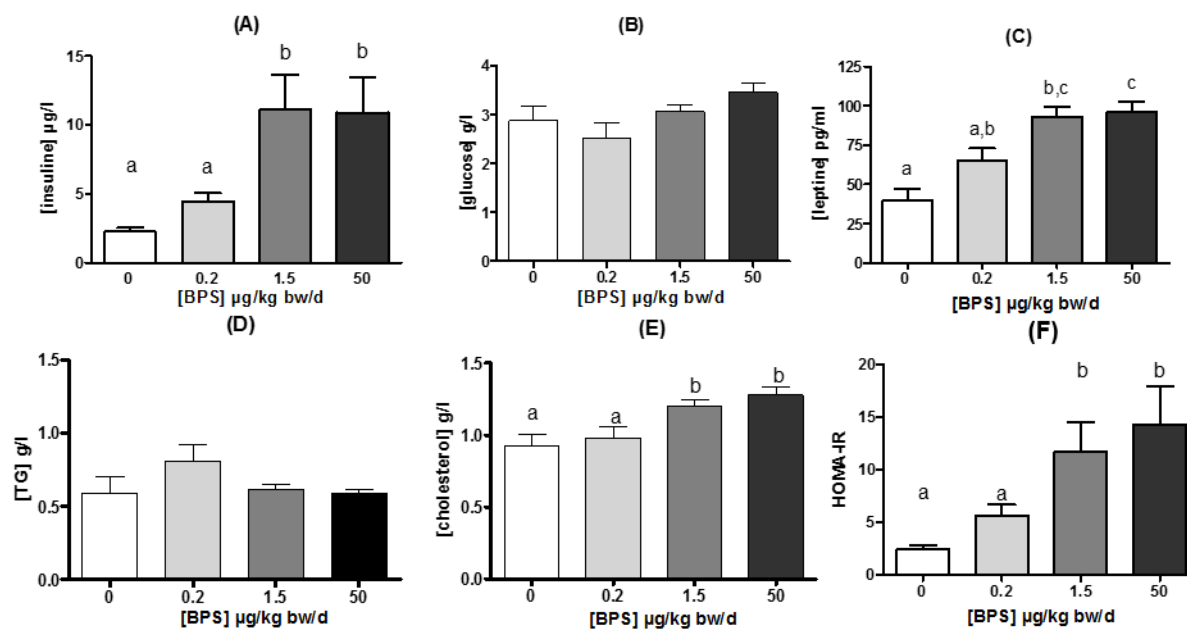 (A)
[insuline] µg/l
15
10
5
0
a
a
b
b
0 0.2 1.5 50
[BPS] µg/kg bw/d
(B)
[glucose] g/l
4
3
2
1
0
0 0.2 1.5 50
[BPS] µg/kg bw/d
(C)
[leptine] pg/ml
125
100
75
50
25
0
a
a,b
b,c
c
0 0.2 1.5 50
[BPS] µg/kg bw/d
(D)
[TG] g/l
1.5
1.0
0.5
0.0
0 0.2 1.5 50
[BPS] µg/kg bw/d
(E)
[cholesterol] g/l
1.5
1.0
0.5
0.0
a
a
b
b
0 0.2 1.5 50
[BPS] µg/kg bw/d
(F)
HOMA-IR
20
15
10
5
0
a
a
b
b
0 0.2 1.5 50
[BPS] µg/kg bw/d